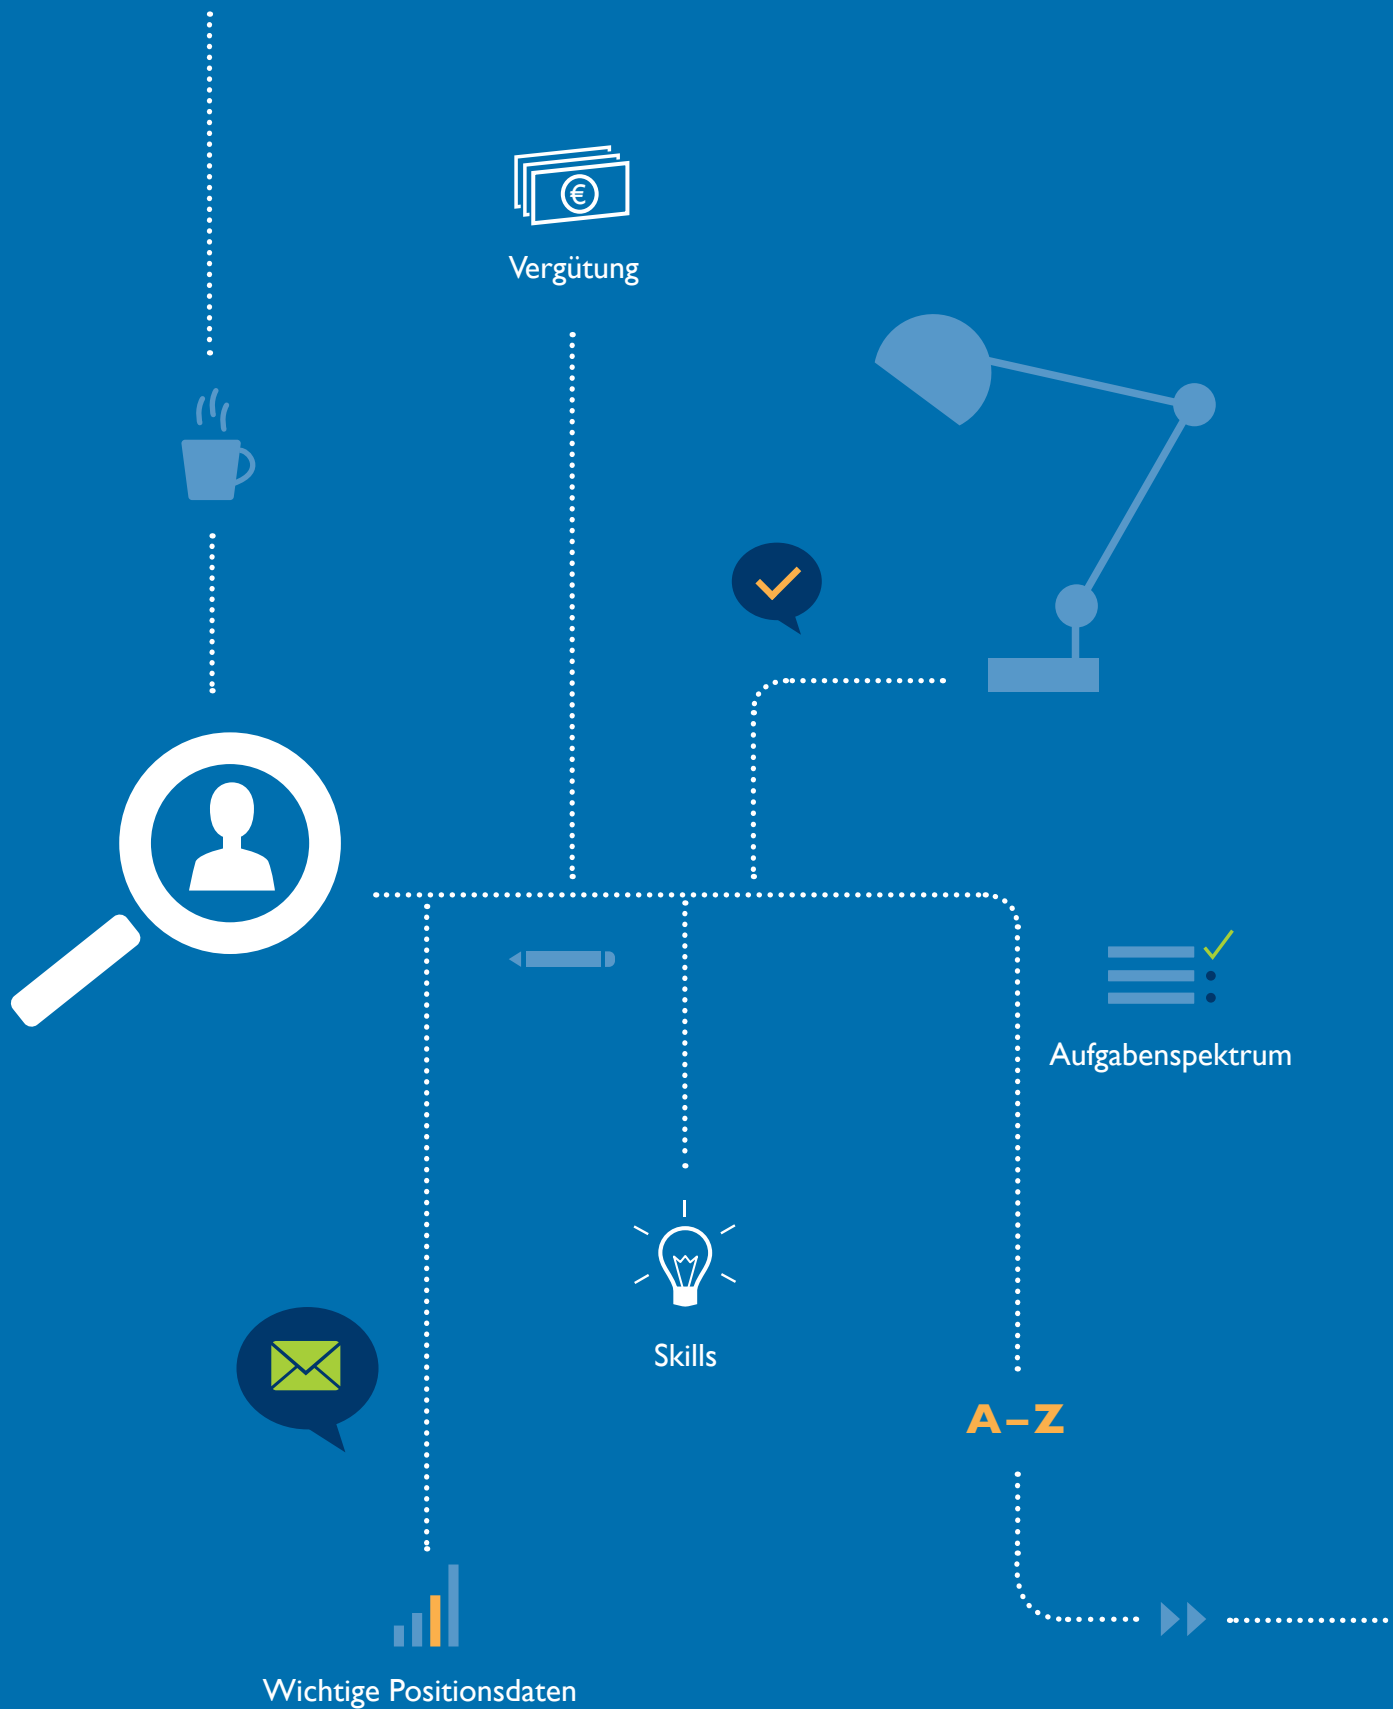 Vergütung
Aufgabenspektrum
Skills
A–Z
Wichtige Positionsdaten